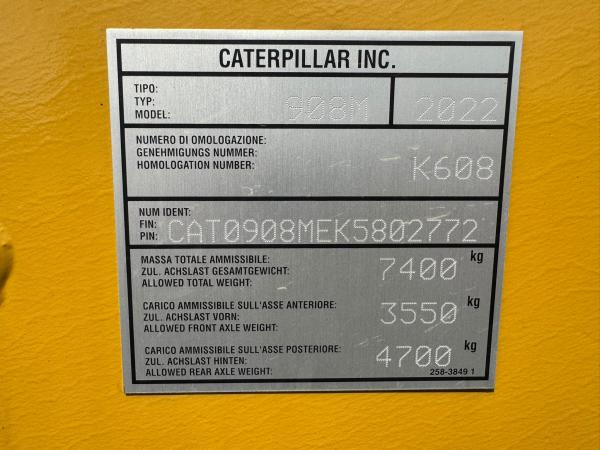 CATERPILLAR INC.
TIPO:
TYP:
MODEL: 908M 2022
NUMERO DI OMOLOGAZIONE:
GENEHMIGUNGS NUMMER:
HOMOLOGATION NUMBER: K608
NUM IDENT:
FIN:
PIN: CAT0908MEK5802772
MASSA TOTALE AMMISSIBILE:
ZUL. ACHSLAST GESAMTGEWICHT: 7400 kg
ALLOWED TOTAL WEIGHT:
CARICO AMMISSIBILE SULL'ASSE ANTERIORE:
ZUL. ACHSLAST VORN: 3550 kg
ALLOWED FRONT AXLE WEIGHT:
CARICO AMMISSIBILE SULL'ASSE POSTERIORE:
ZUL. ACHSLAST HINTEN: 4700 kg
ALLOWED REAR AXLE WEIGHT:
258-3849 1